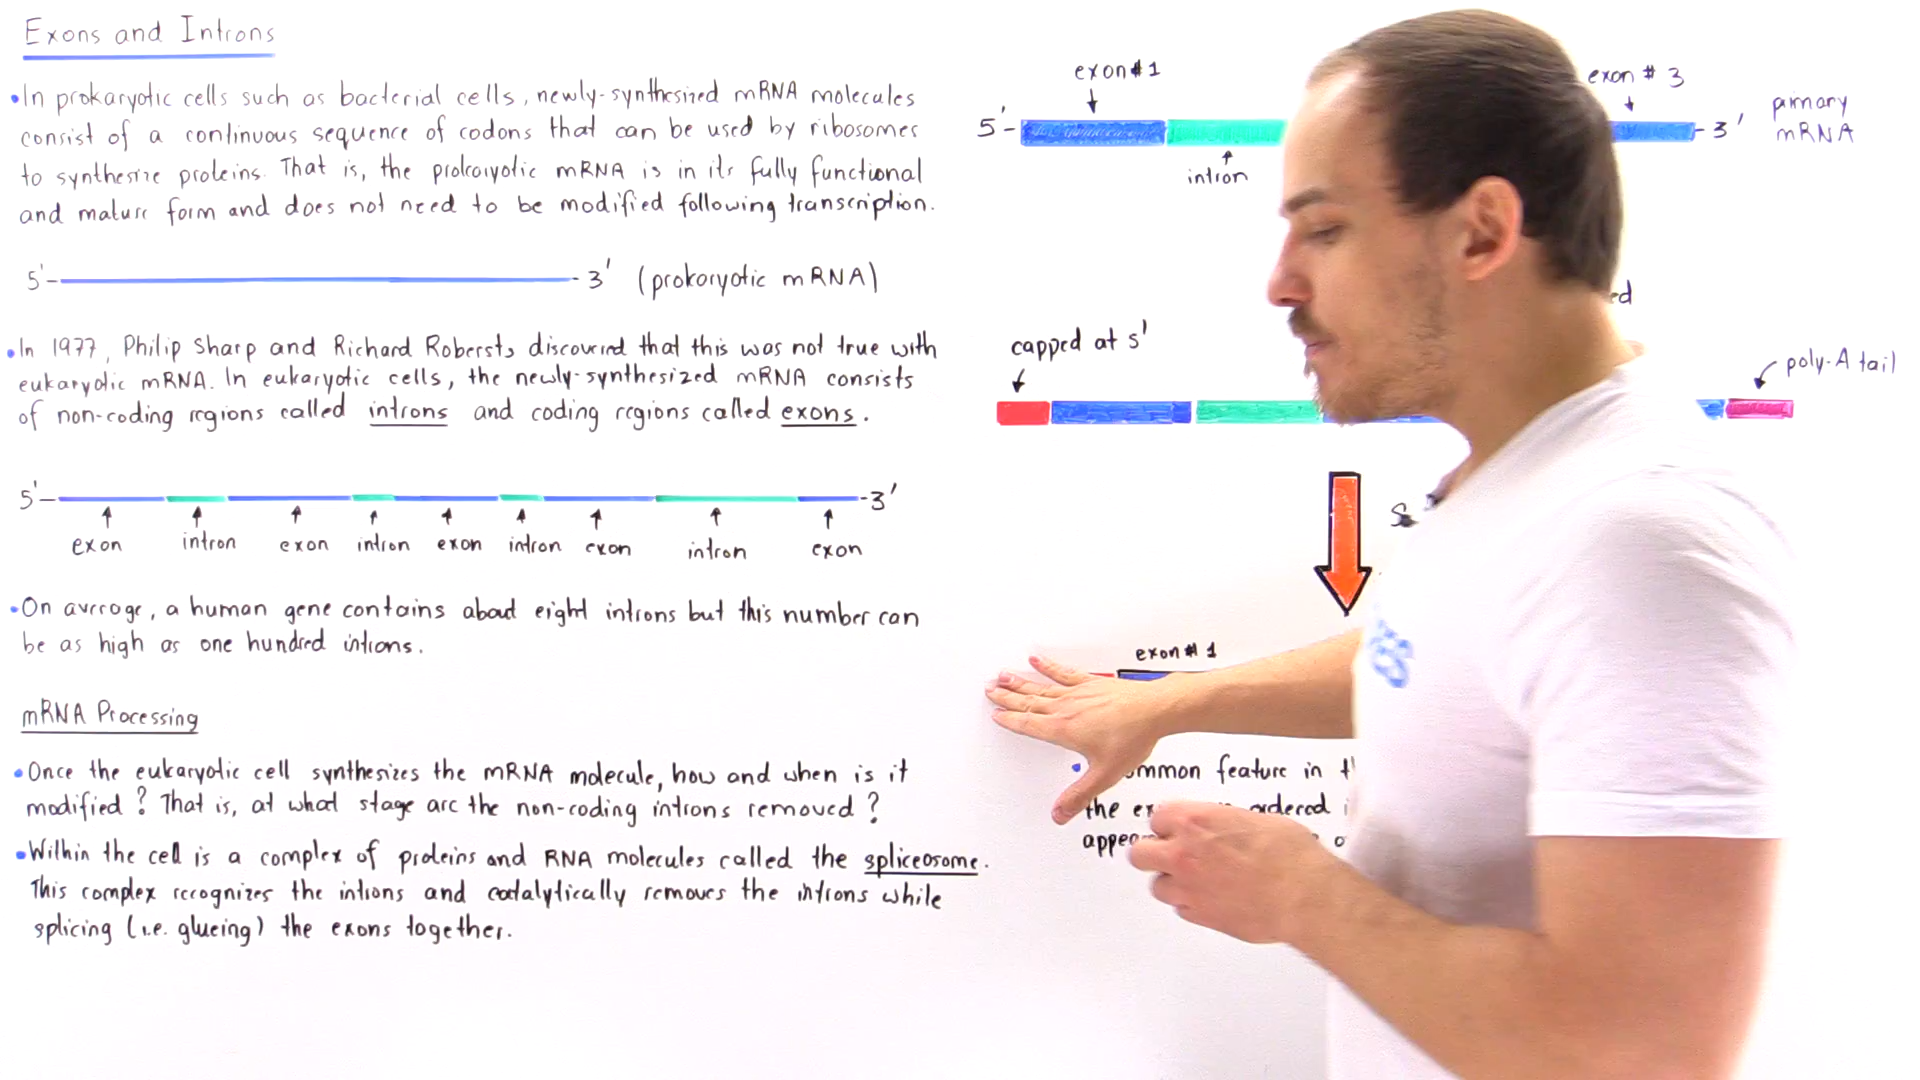 Exons and Introns
•In prokaryotic cells such as bacterial cells, newly-synthesized mRNA molecules
consist of a continuous sequence of codons that can be used by ribosomes
to synthesize proteins. That is, the prokaryotic mRNA is in its fully functional
and mature form and does not need to be modified following transcription.
5'- -3' (prokaryotic mRNA)
•In 1977, Philip Sharp and Richard Robersts discovered that this was not true with
eukaryotic mRNA. In eukaryotic cells, the newly-synthesized mRNA consists
of non-coding regions called introns and coding regions called exons.
5'- -3'
exon intron exon intron exon intron exon intron exon
•On average, a human gene contains about eight introns but this number can
be as high as one hundred introns.
mRNA Processing
•Once the eukaryotic cell synthesizes the mRNA molecule, how and when is it
modified? That is, at what stage are the non-coding introns removed?
•Within the cell is a complex of proteins and RNA molecules called the spliceosome.
This complex recognizes the introns and catalytically removes the introns while
splicing (i.e. glueing) the exons together.
exon#1 exon # 3
5'- -3' primary
mRNA
intron
capped at 5'
poly-A tail
exon # 1
• feature in
the ordered